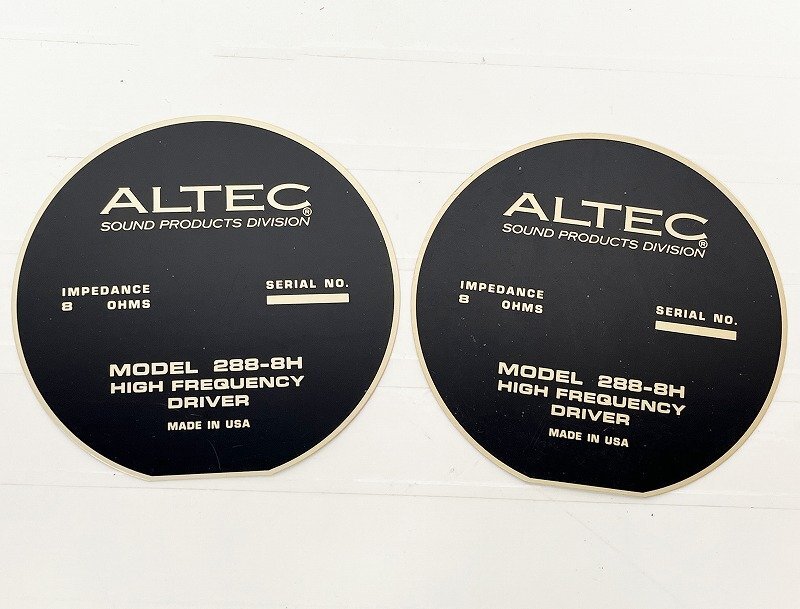 ALTEC®
SOUND PRODUCTS DIVISION
IMPEDANCE
8 OHMS
SERIAL NO.
MODEL 288-8H
HIGH FREQUENCY
DRIVER
MADE IN USA
ALTEC®
SOUND PRODUCTS DIVISION
IMPEDANCE
8 OHMS
SERIAL NO.
MODEL 288-8H
HIGH FREQUENCY
DRIVER
MADE IN USA